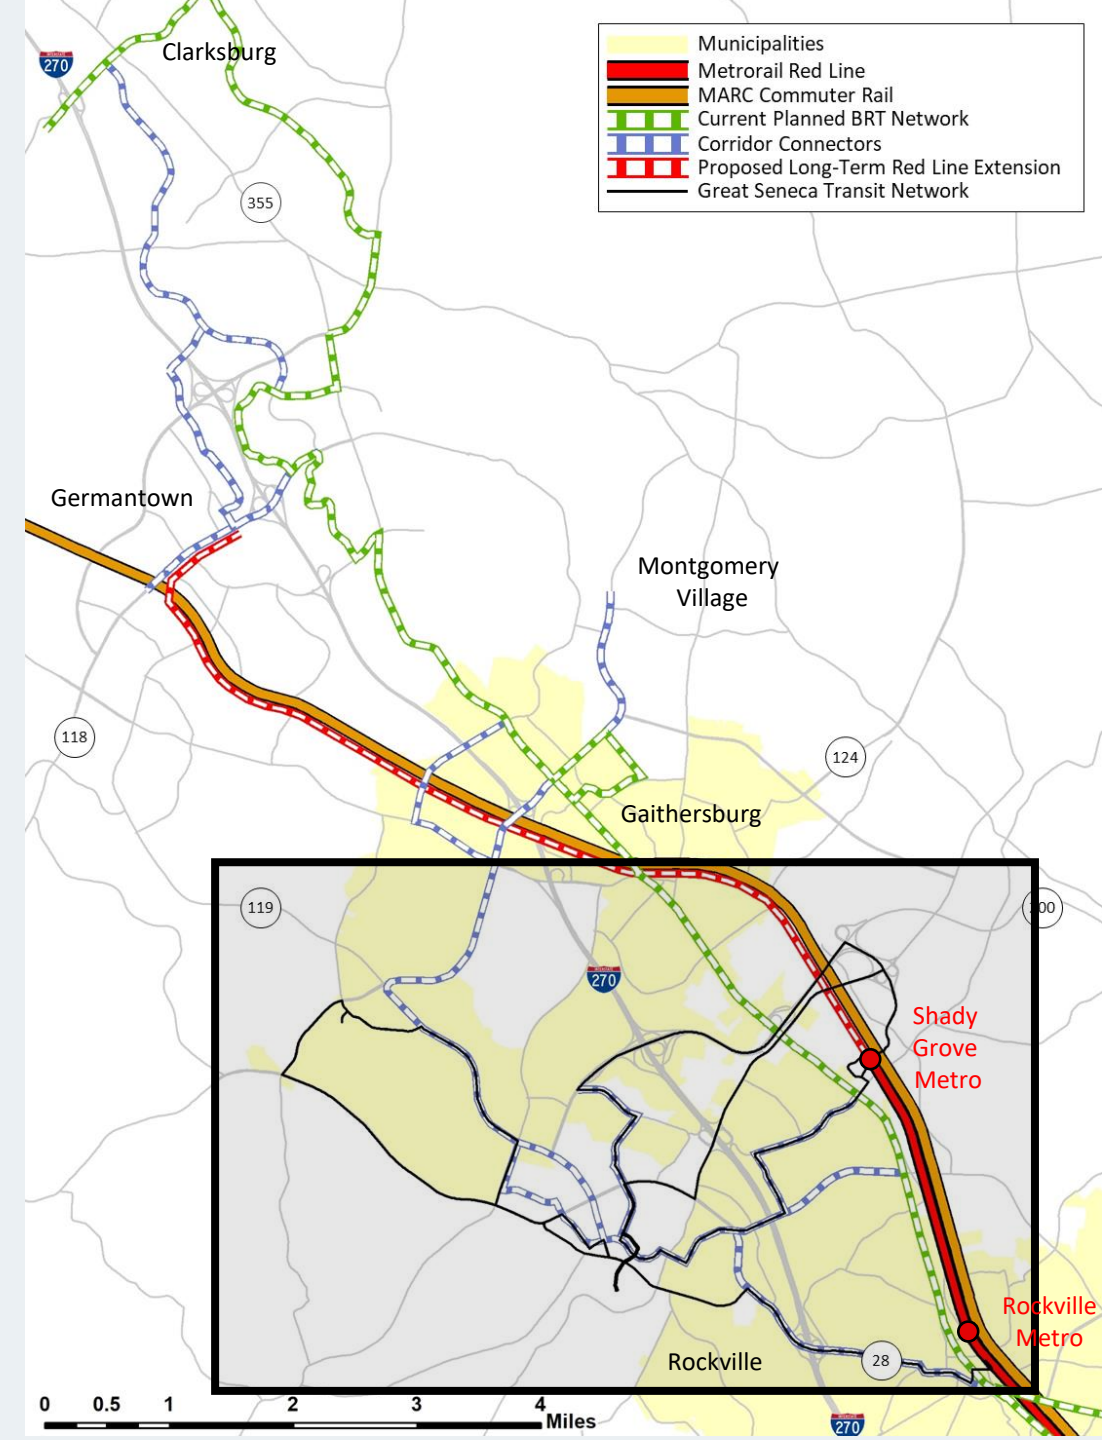 Clarksburg
270
355
Municipalities
Metrorail Red Line
MARC Commuter Rail
Current Planned BRT Network
Corridor Connectors
Proposed Long-Term Red Line Extension
Great Seneca Transit Network
Germantown
Montgomery
Village
118
124
Gaithersburg
119
270
Shady
Grove
Metro
Rockville
Metro
Rockville
28
0 0.5 1 2 3 4
Miles
270